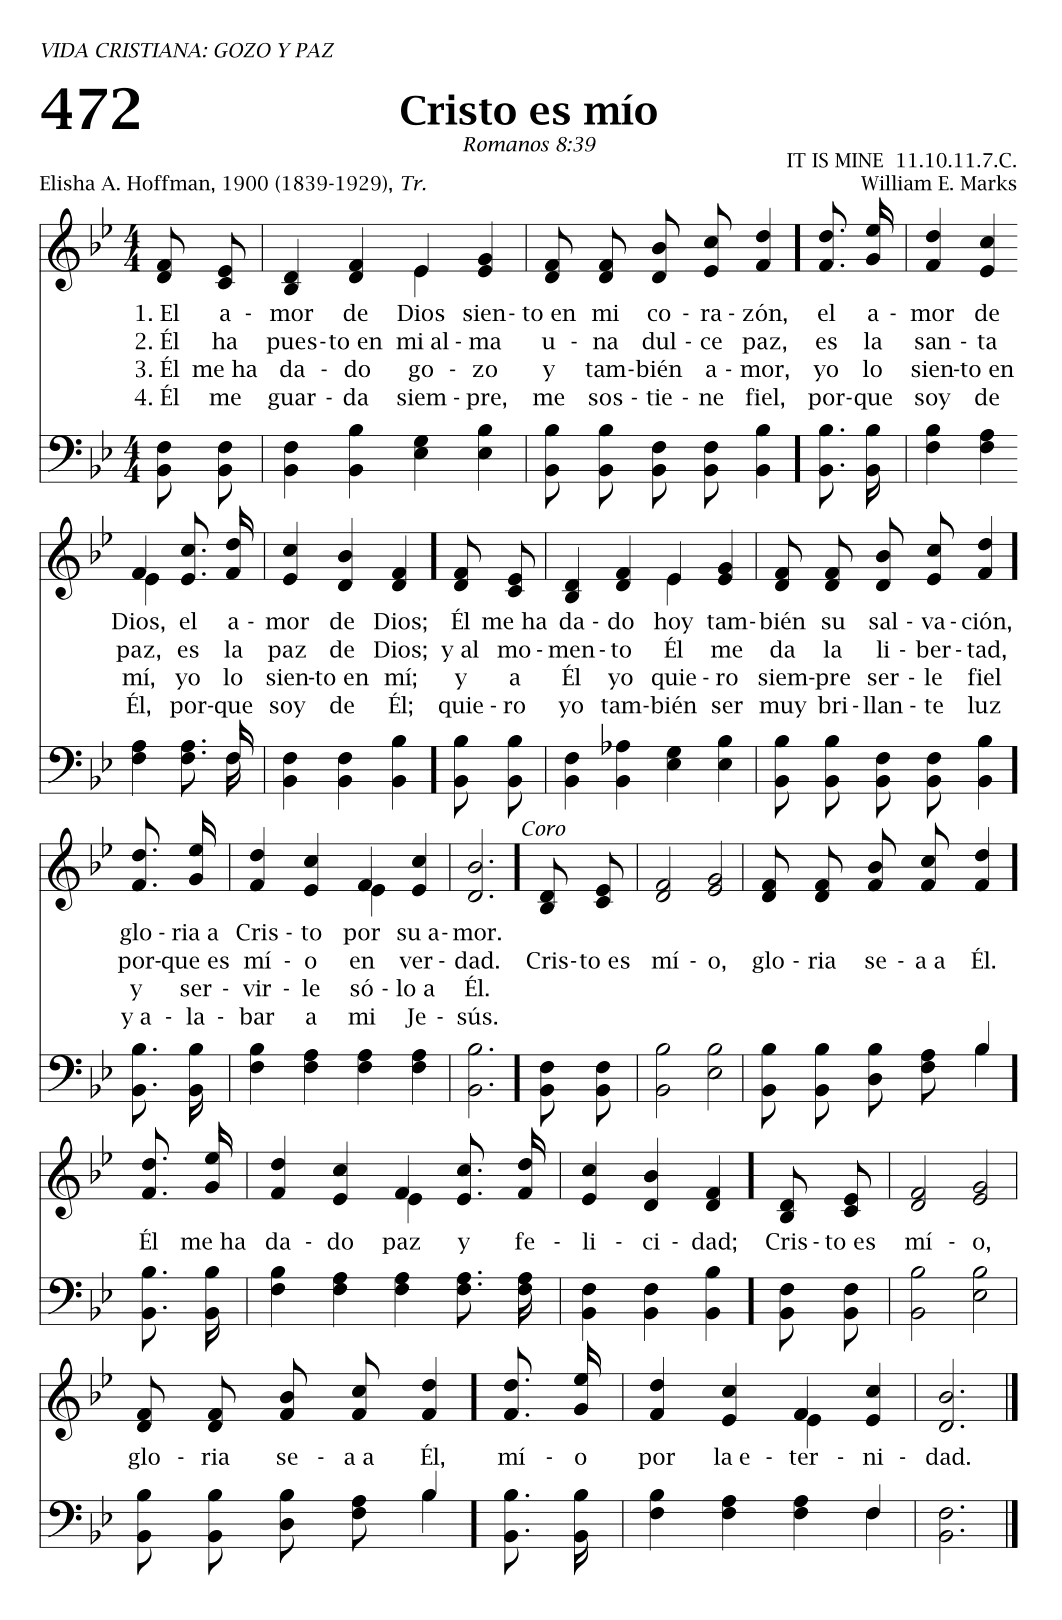 VIDA CRISTIANA: GOZO Y PAZ
472
Cristo es mío
Romanos 8:39
IT IS MINE 11.10.11.7.C.
Elisha A. Hoffman, 1900 (1839-1929), Tr.
William E. Marks
4 4
1. El a - mor de Dios sien- to en mi co - ra - zón, el a - mor de
2. Él ha pues- to en mi al - ma u - na dul - ce paz, es la san - ta
3. Él me ha da - do go - zo y tam- bién a - mor, yo lo sien- to en
4. Él me guar - da siem - pre, me sos - tie - ne fiel, por- que soy de
4 4
Dios, el a - mor de Dios; Él me ha da - do hoy tam- bién su sal - va - ción,
paz, es la paz de Dios; y al mo - men - to Él me da la li - ber - tad,
mí, yo lo sien- to en mí; y a Él yo quie - ro siem- pre ser - le fiel
Él, por- que soy de Él; quie - ro yo tam- bién ser muy bri - llan - te luz
Coro
glo - ria a Cris - to por su a - mor.
por- que es mí - o en ver - dad. Cris- to es mí - o, glo - ria se - a a Él.
y ser - vir - le só - lo a Él.
y a - la - bar a mi Je - sús.
Él me ha da - do paz y fe - li - ci - dad; Cris - to es mí - o,
glo - ria se - a a Él, mí - o por la e - ter - ni - dad.